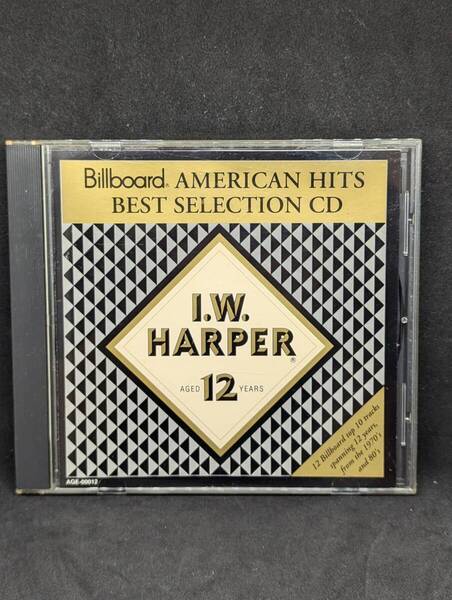 Billboard® AMERICAN HITS
BEST SELECTION CD
I.W.
HARPER®
AGED 12 YEARS
12 Billboard top 10 tracks
spanning 12 years,
from the 1970's
and 80's
AGE-00012